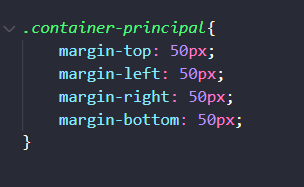 .container-principal{
    margin-top: 50px;
    margin-left: 50px;
    margin-right: 50px;
    margin-bottom: 50px;
}